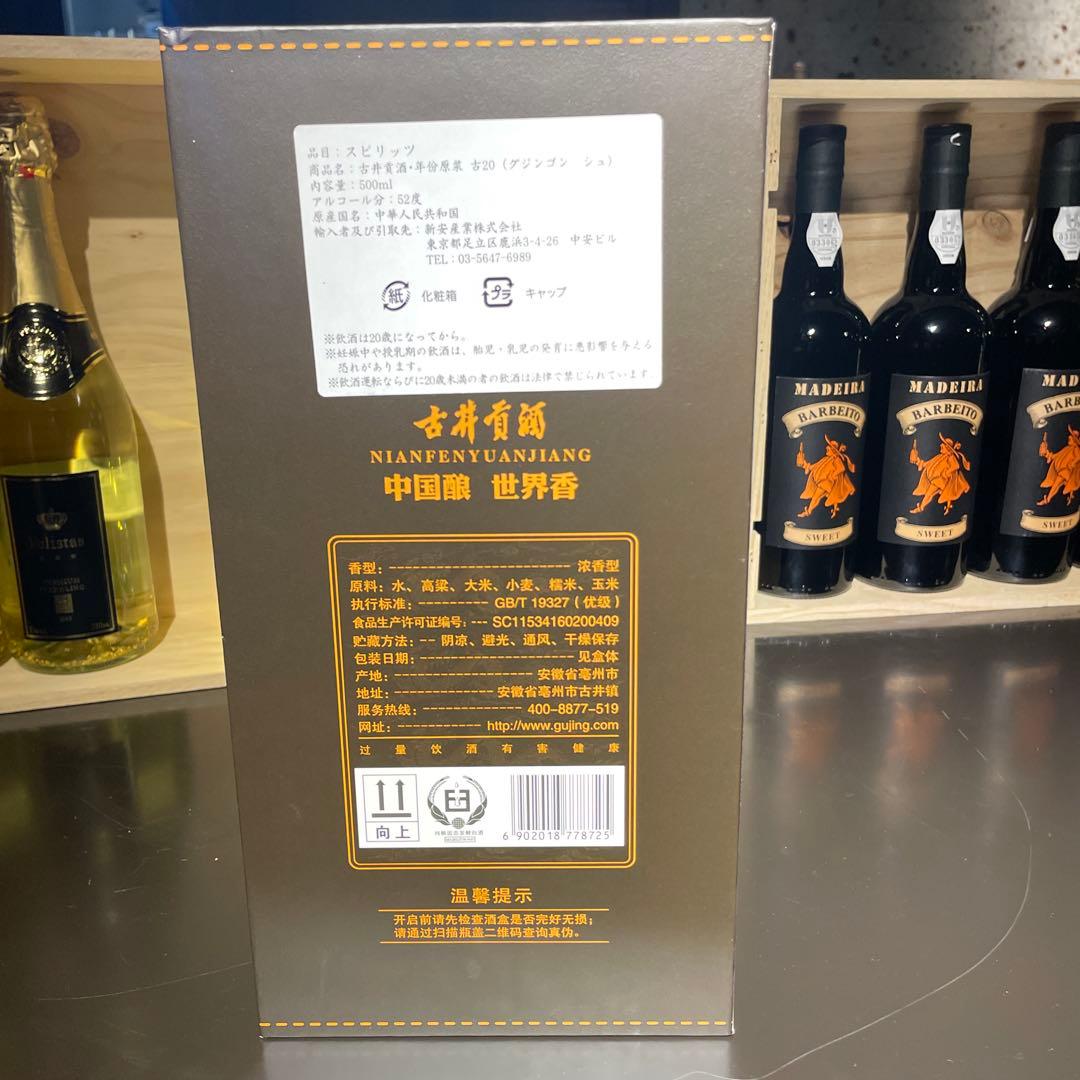 品目：スピリッツ
商品名：古井貢酒・年份原漿 古20（グジンゴン　シュ）
内容量：500ml
アルコール分：52度
原産国名：中華人民共和国
輸入者及び引取先：新安産業株式会社
東京都足立区鹿浜3-4-26　中安ビル
TEL：03-5647-6989
紙 化粧箱 プラ キャップ
※飲酒は20歳になってから。
※妊娠中や授乳期の飲酒は、胎児・乳児の発育に悪影響を与える
恐れがあります。
※飲酒運転ならびに20歳未満の者の飲酒は法律で禁じられています
古井贡酒
NIANFENYUANJIANG
中国酿 世界香
香型：---------------------- 浓香型
原料：水、高粱、大米、小麦、糯米、玉米
执行标准：--------- GB/T 19327（优级）
食品生产许可证编号：--- SC11534160200409
贮藏方法：-- 阴凉、避光、通风、干燥保存
包装日期：------------------- 见盒体
产地：----------------- 安徽省亳州市
地址：------------ 安徽省亳州市古井镇
服务热线：------------- 400-8877-519
网址：----------- http://www.gujing.com
过量饮酒有害健康
向上
纯粮固态发酵白酒
6 902018 778725
温馨提示
开启前请先检查酒盒是否完好无损；
请通过扫描瓶盖二维码查询真伪。
MADEIRA
BARBEITO
SWEET
MADEIRA
BARBEITO
SWEET
MAD
BARBE
SWEET